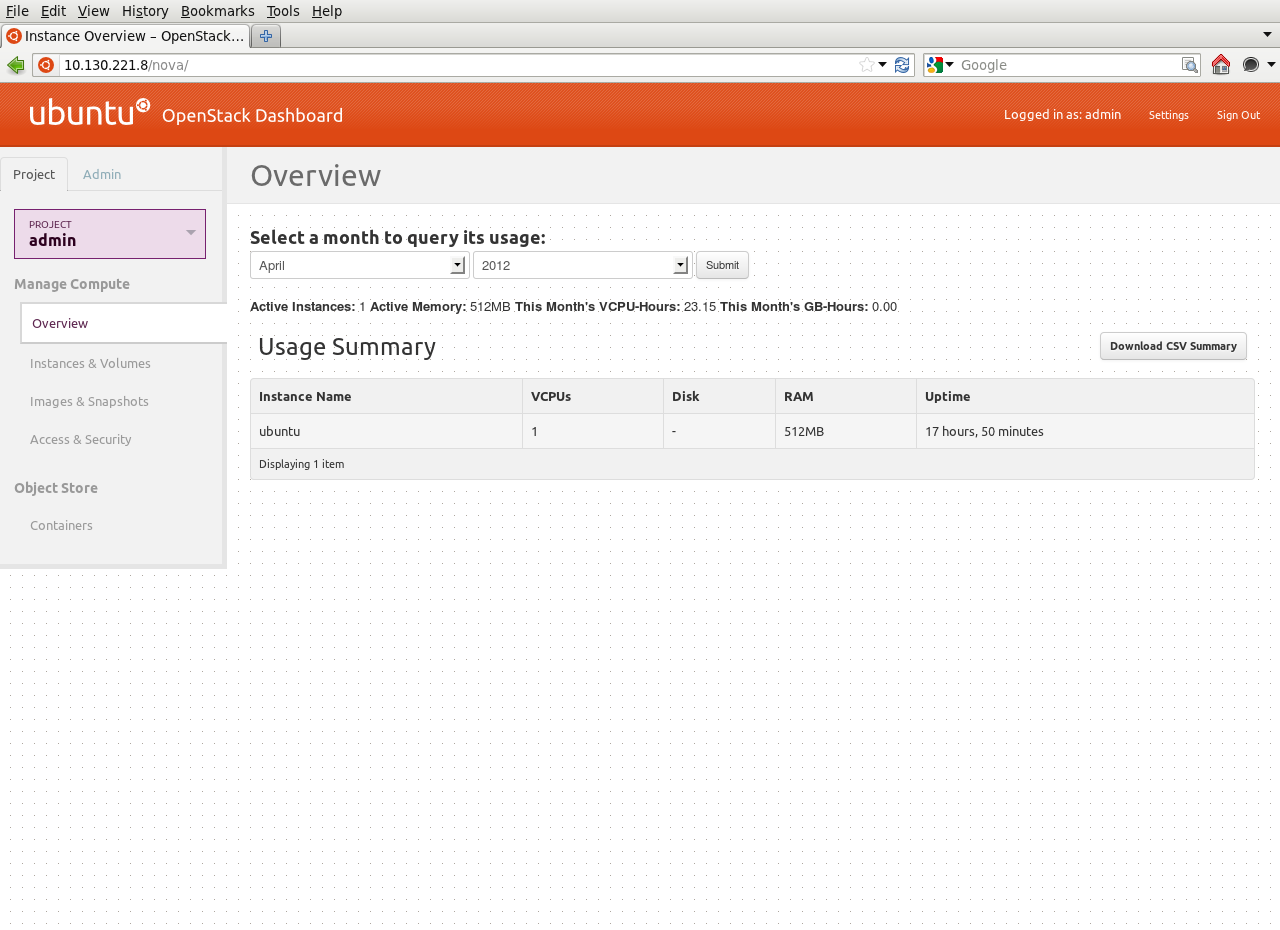 File Edit View History Bookmarks Tools Help
Instance Overview – OpenStack...
10.130.221.8/nova/
Google
ubuntu OpenStack Dashboard
Logged in as: admin Settings Sign Out
Project Admin
Overview
PROJECT
admin
Manage Compute
Overview
Instances & Volumes
Images & Snapshots
Access & Security
Object Store
Containers
Select a month to query its usage:
April 2012 Submit
Active Instances: 1 Active Memory: 512MB This Month's VCPU-Hours: 23.15 This Month's GB-Hours: 0.00
Usage Summary
Download CSV Summary
Instance Name VCPUs Disk RAM Uptime
ubuntu 1 - 512MB 17 hours, 50 minutes
Displaying 1 item